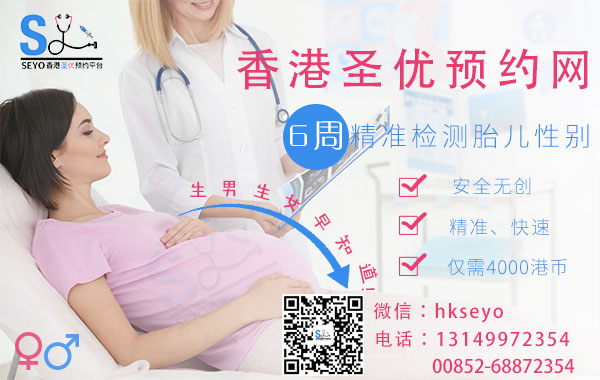 SEYO香港圣优预约平台
香港圣优预约网
6周精准检测胎儿性别
生男生女早知道!
安全无创
精准、快速
仅需4000港币
微信：hkseyo
电话：13149972354
00852-68872354